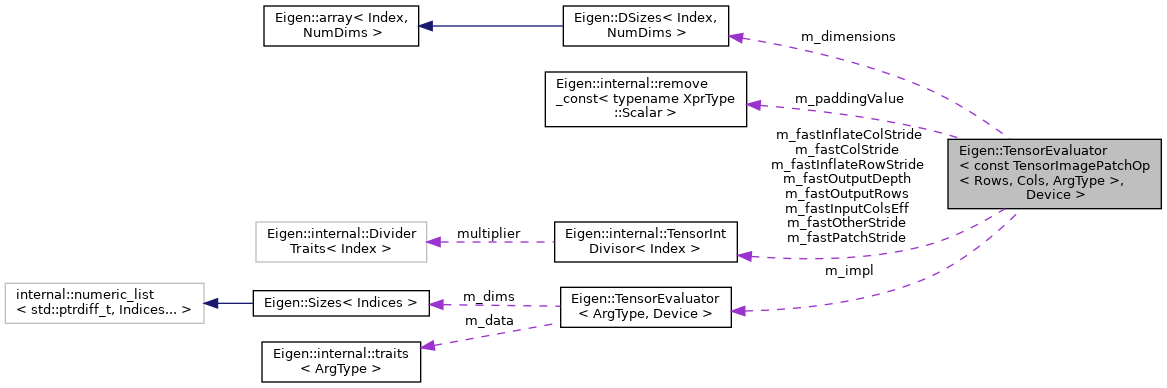 Eigen::array< Index,
NumDims >
Eigen::DSizes< Index,
NumDims >
m_dimensions
Eigen::internal::remove
_const< typename XprType
::Scalar >
m_paddingValue
m_fastInflateColStride
m_fastColStride
m_fastInflateRowStride
m_fastOutputDepth
m_fastOutputRows
m_fastInputColsEff
m_fastOtherStride
m_fastPatchStride
Eigen::TensorEvaluator
< const TensorImagePatchOp
< Rows, Cols, ArgType >,
Device >
Eigen::internal::Divider
Traits< Index >
multiplier
Eigen::internal::TensorInt
Divisor< Index >
m_impl
internal::numeric_list
< std::ptrdiff_t, Indices... >
Eigen::Sizes< Indices >
m_dims
m_data
Eigen::TensorEvaluator
< ArgType, Device >
Eigen::internal::traits
< ArgType >